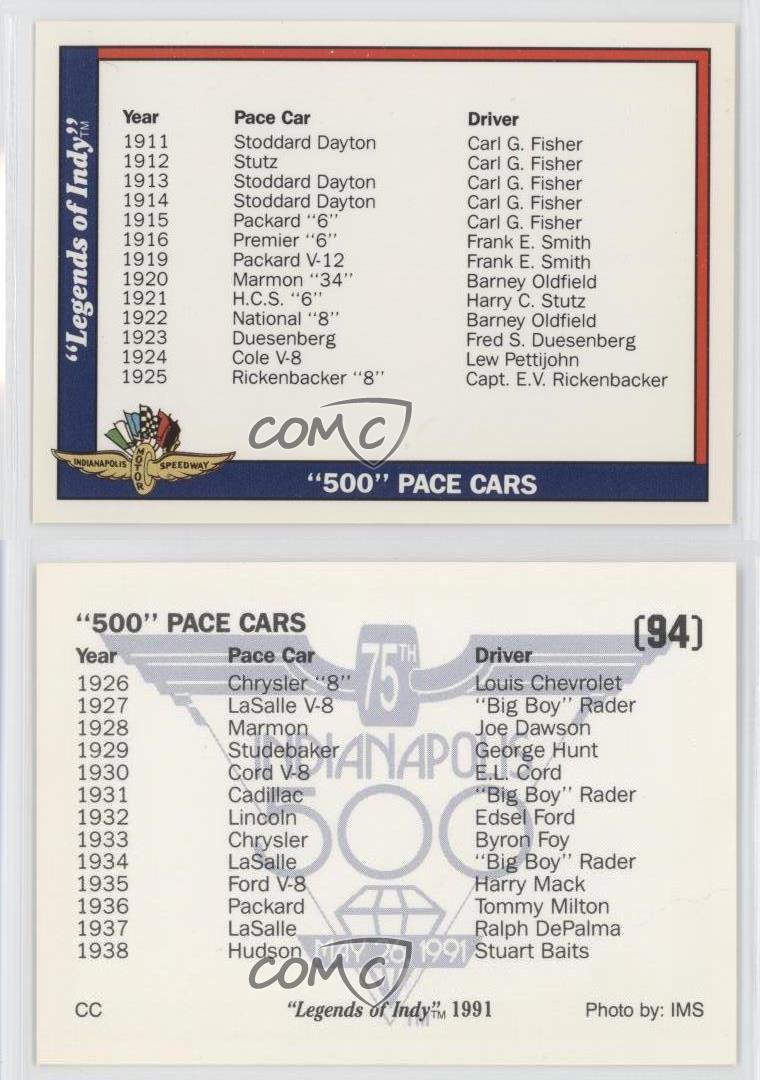 "Legends of Indy"™
Year Pace Car Driver
1911 Stoddard Dayton Carl G. Fisher
1912 Stutz Carl G. Fisher
1913 Stoddard Dayton Carl G. Fisher
1914 Stoddard Dayton Carl G. Fisher
1915 Packard "6" Carl G. Fisher
1916 Premier "6" Frank E. Smith
1919 Packard V-12 Frank E. Smith
1920 Marmon "34" Barney Oldfield
1921 H.C.S. "6" Harry C. Stutz
1922 National "8" Barney Oldfield
1923 Duesenberg Fred S. Duesenberg
1924 Cole V-8 Lew Pettijohn
1925 Rickenbacker "8" Capt. E.V. Rickenbacker
COMC
INDIANAPOLIS MOTOR SPEEDWAY
"500" PACE CARS
"500" PACE CARS (94)
Year Pace Car Driver
1926 Chrysler "8" Louis Chevrolet
1927 LaSalle V-8 "Big Boy" Rader
1928 Marmon Joe Dawson
1929 Studebaker George Hunt
1930 Cord V-8 E.L. Cord
1931 Cadillac "Big Boy" Rader
1932 Lincoln Edsel Ford
1933 Chrysler Byron Foy
1934 LaSalle "Big Boy" Rader
1935 Ford V-8 Harry Mack
1936 Packard Tommy Milton
1937 LaSalle Ralph DePalma
1938 Hudson Stuart Baits
75TH
INDIANAPOLIS
500
MAY 26 1991
TM
COMC
CC "Legends of Indy"™ 1991 Photo by: IMS